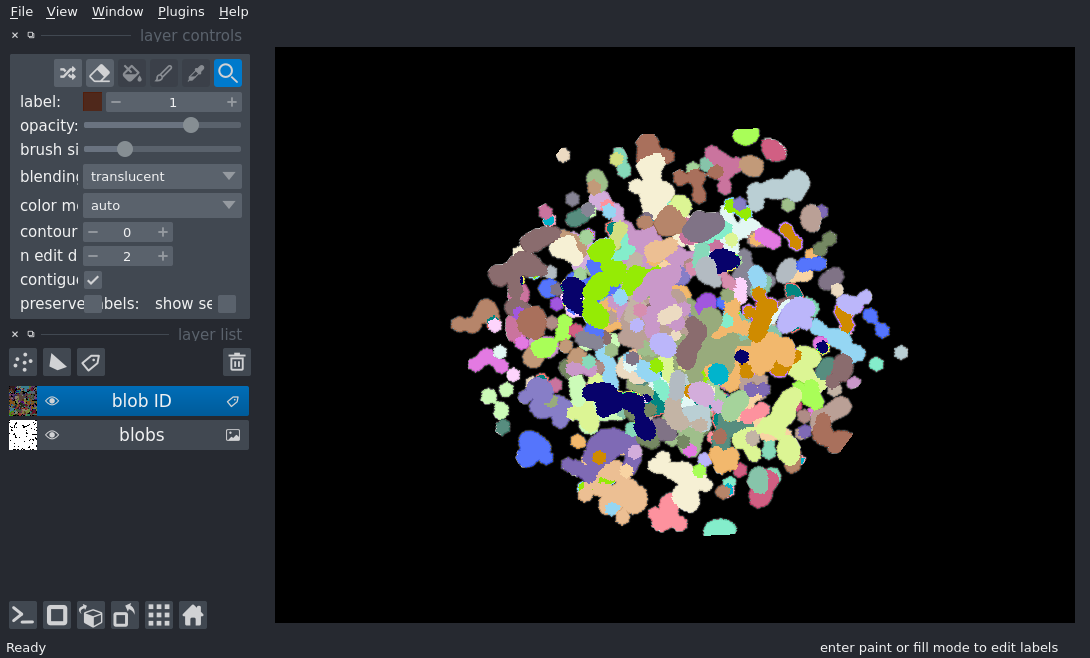 File View Window Plugins Help
layer controls
label: 1
opacity:
brush si
blending translucent
color m auto
contour 0
n edit d 2
contigu
preserve abels: show se
layer list
blob ID
blobs
Ready
enter paint or fill mode to edit labels